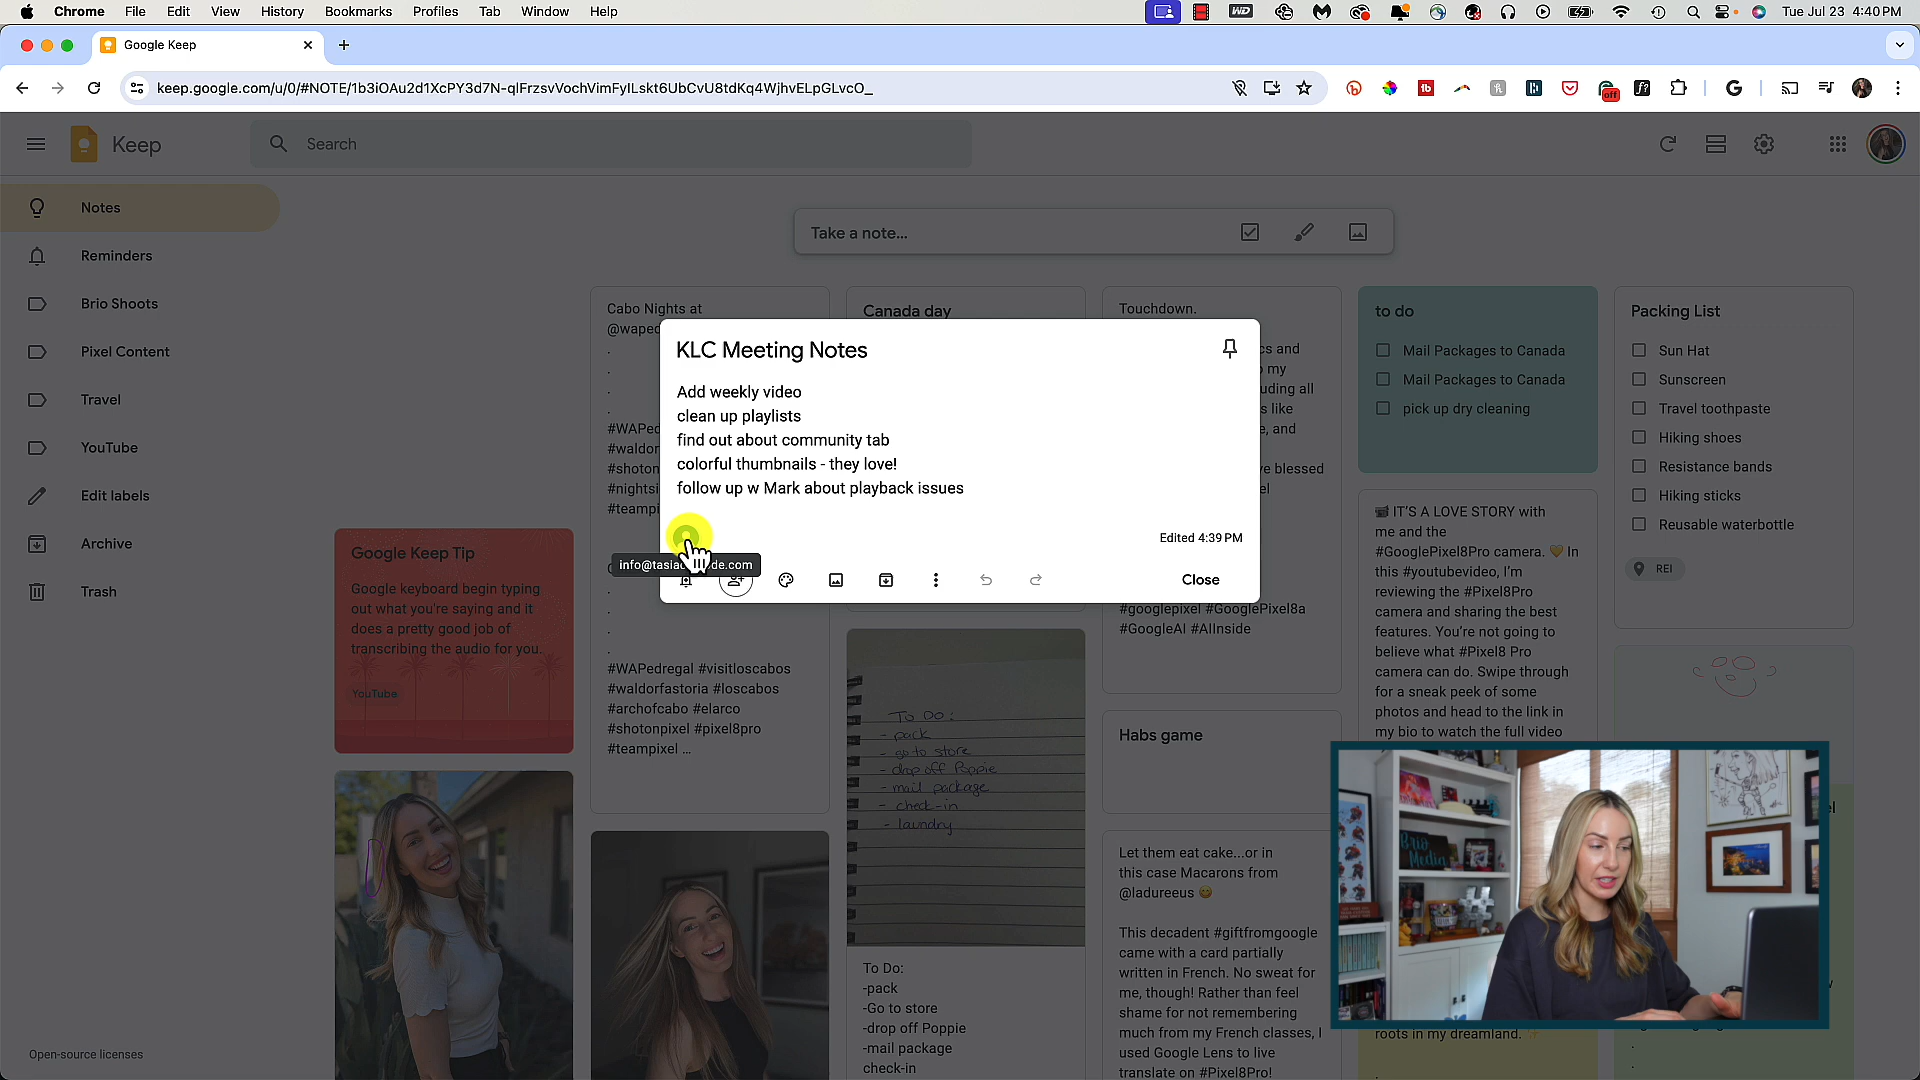 Chrome File Edit View History Bookmarks Profiles Tab Window Help
Tue Jul 23 4:40 PM
Google Keep
keep.google.com/u/0/#NOTE/1b3iOAu2d1XcPY3d7N-qlFrzsvVochVimFylLskt6UbCvU8tdKq4WjhvELpGLvcO_
Keep
Search
Notes
Reminders
Brio Shoots
Pixel Content
Travel
YouTube
Edit labels
Archive
Trash
Open-source licenses
Take a note...
Google Keep Tip
Google keyboard begin typing
out what you're saying and it
does a pretty good job of
transcribing the audio for you.
YouTube
Cabo Nights at
.
.
.
.
.
#WAPedregal #visitloscabos
#waldorfastoria #loscabos
#archofcabo #elarco
#shotonpixel #pixel8pro
#teampixel ...
KLC Meeting Notes
Add weekly video
clean up playlists
find out about community tab
colorful thumbnails - they love!
follow up w Mark about playback issues
Edited 4:39 PM
Close
Canada day
To Do:
- pack
- go to store
- drop off Poppie
- mail package
- check-in
- laundry
To Do:
-pack
-Go to store
-drop off Poppie
-mail package
check-in
Touchdown.
#googlepixel #GooglePixel8a
#GoogleAI #AIInside
Habs game
Let them eat cake...or in
this case Macarons from
@ladureeus
This decadent #giftfromgoogle
came with a card partially
written in French. No sweat for
me, though! Rather than feel
shame for not remembering
much from my French classes, I
used Google Lens to live
translate on #Pixel8Pro!
to do
Mail Packages to Canada
Mail Packages to Canada
pick up dry cleaning
IT'S A LOVE STORY with
me and the
#GooglePixel8Pro camera. 💛 In
this #youtubevideo, I'm
reviewing the #Pixel8Pro
camera and sharing the best
features. You're not going to
believe what #Pixel8 Pro
camera can do. Swipe through
for a sneak peek of some
photos and head to the link in
my bio to watch the full video
roots in my dreamland.
Packing List
Sun Hat
Sunscreen
Travel toothpaste
Hiking shoes
Resistance bands
Hiking sticks
Reusable waterbottle
REI
Brio
Media